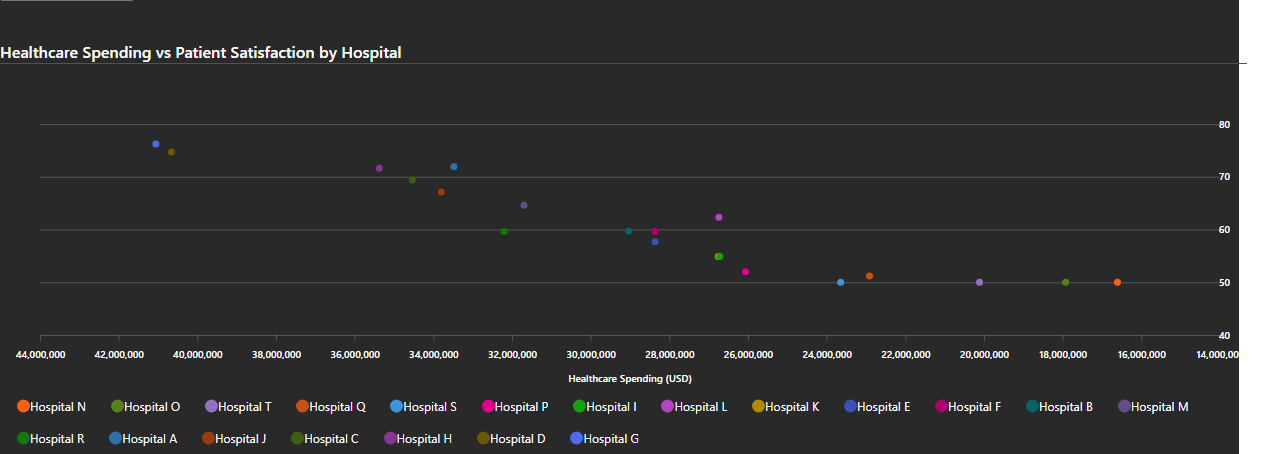 Healthcare Spending vs Patient Satisfaction by Hospital
80
70
60
50
40
44,000,000 42,000,000 40,000,000 38,000,000 36,000,000 34,000,000 32,000,000 30,000,000 28,000,000 26,000,000 24,000,000 22,000,000 20,000,000 18,000,000 16,000,000 14,000,00
Healthcare Spending (USD)
Hospital N Hospital O Hospital T Hospital Q Hospital S Hospital P Hospital I Hospital L Hospital K Hospital E Hospital F Hospital B Hospital M
Hospital R Hospital A Hospital J Hospital C Hospital H Hospital D Hospital G